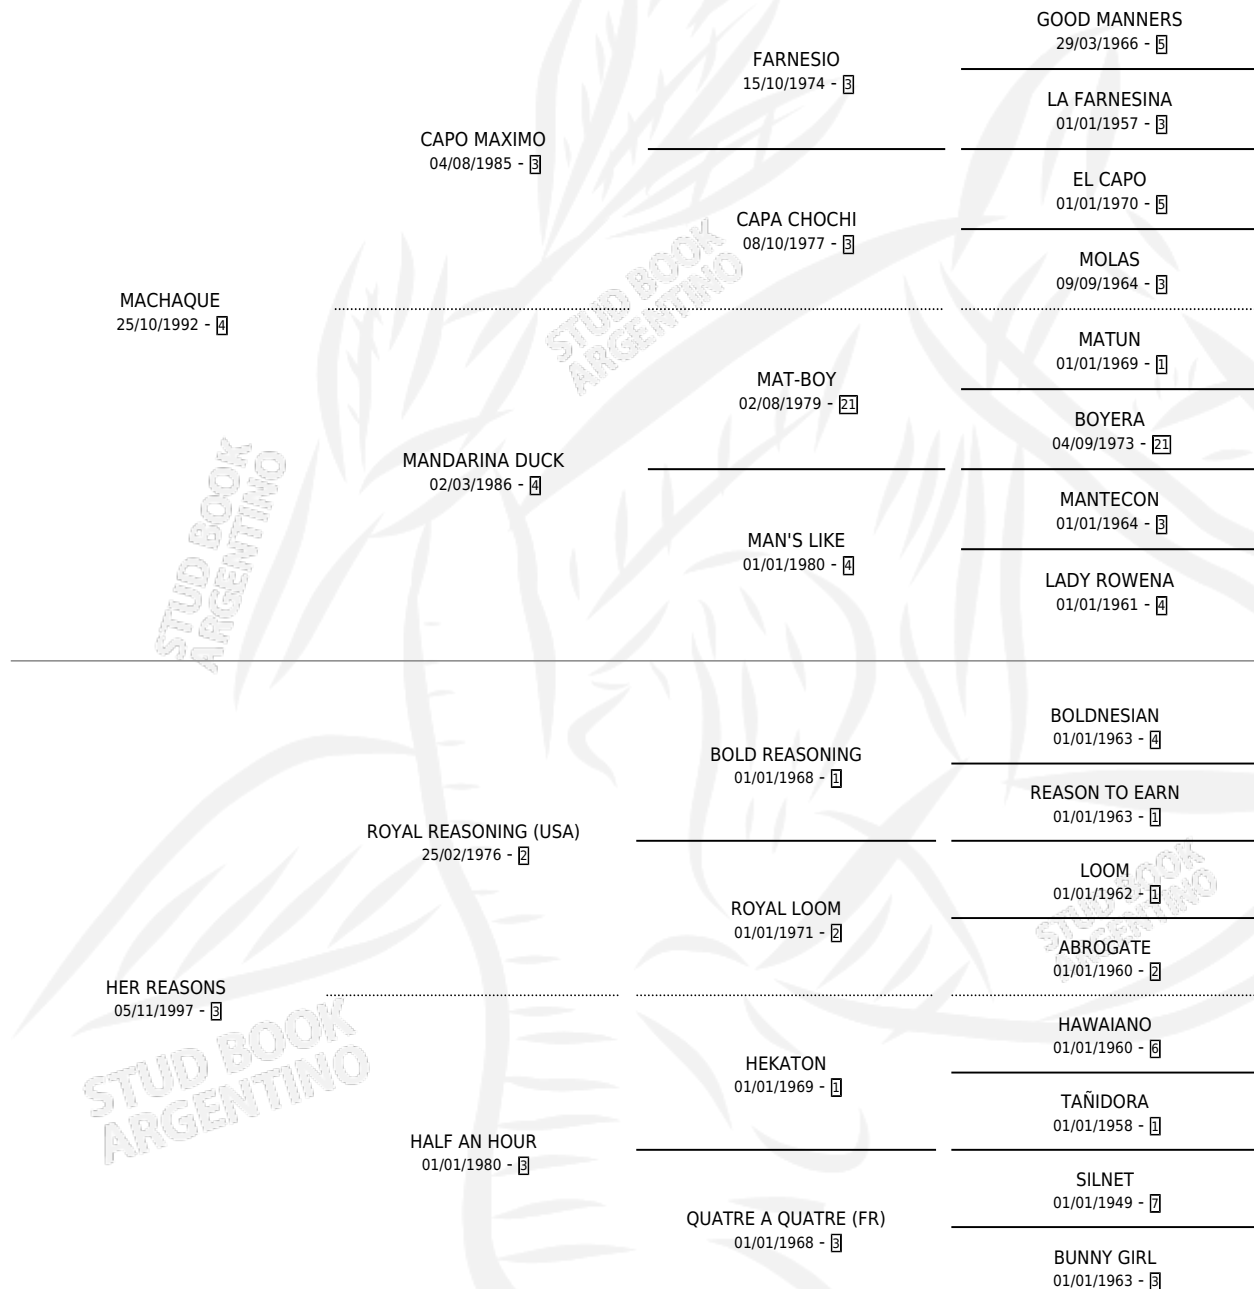 GOOD MANNERS
29/03/1966 - 5
FARNESIO
15/10/1974 - 3
LA FARNESINA
01/01/1957 - 3
CAPO MAXIMO
04/08/1985 - 3
EL CAPO
01/01/1970 - 5
CAPA CHOCHI
08/10/1977 - 3
MOLAS
09/09/1964 - 3
MACHAQUE
25/10/1992 - 4
MATUN
01/01/1969 - 1
MAT-BOY
02/08/1979 - 21
BOYERA
04/09/1973 - 21
MANDARINA DUCK
02/03/1986 - 4
MANTECON
01/01/1964 - 3
MAN'S LIKE
01/01/1980 - 4
LADY ROWENA
01/01/1961 - 4
BOLDNESIAN
01/01/1963 - 4
BOLD REASONING
01/01/1968 - 1
REASON TO EARN
01/01/1963 - 1
ROYAL REASONING (USA)
25/02/1976 - 2
LOOM
01/01/1962 - 1
ROYAL LOOM
01/01/1971 - 2
ABROGATE
01/01/1960 - 2
HER REASONS
05/11/1997 - 3
HAWAIANO
01/01/1960 - 6
HEKATON
01/01/1969 - 1
TAÑIDORA
01/01/1958 - 1
HALF AN HOUR
01/01/1980 - 3
SILNET
01/01/1949 - 7
QUATRE A QUATRE (FR)
01/01/1968 - 3
BUNNY GIRL
01/01/1963 - 3
STUD BOOK
ARGENTINO
STUD BOOK
ARGENTINO
STUD BOOK
ARGENTINO
STUD BOOK
ARGENTINO